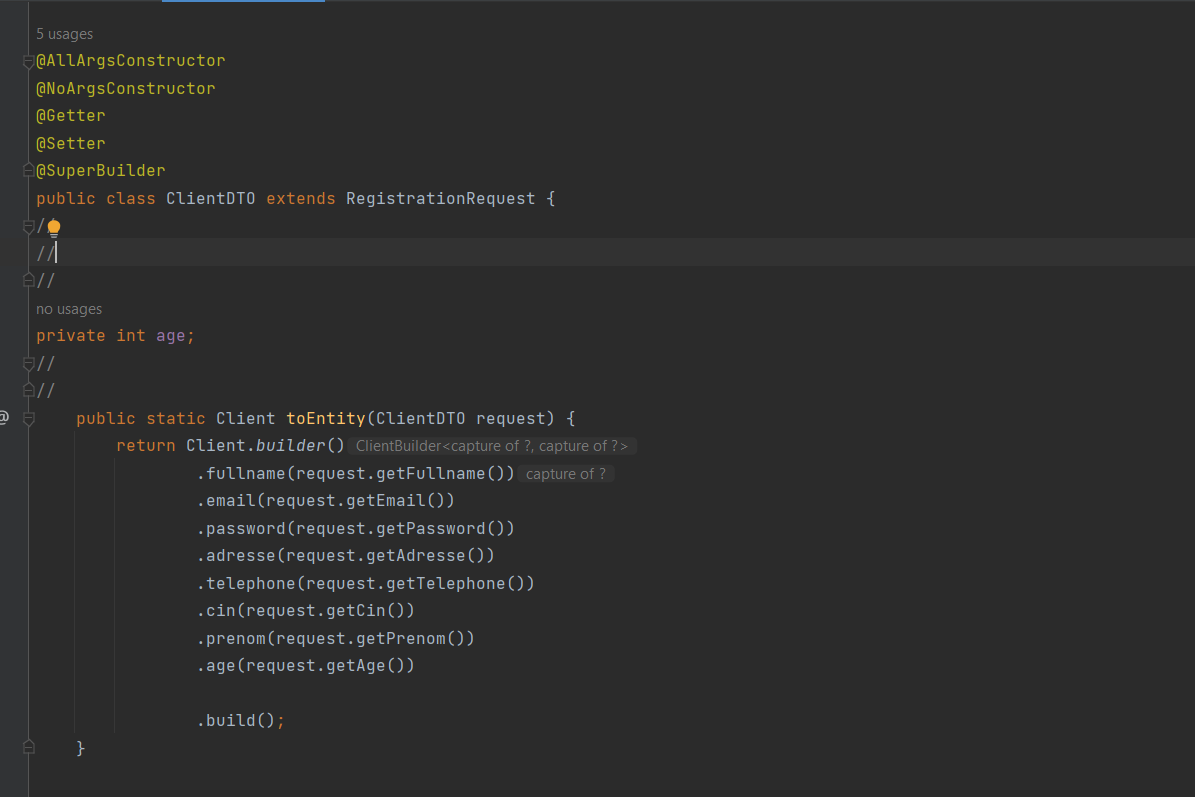 5 usages
@AllArgsConstructor
@NoArgsConstructor
@Getter
@Setter
@SuperBuilder
public class ClientDTO extends RegistrationRequest {
//
//
//
no usages
private int age;
//
//
@ public static Client toEntity(ClientDTO request) {
return Client.builder() ClientBuilder<capture of ?, capture of ?>
.fullname(request.getFullname()) capture of ?
.email(request.getEmail())
.password(request.getPassword())
.adresse(request.getAdresse())
.telephone(request.getTelephone())
.cin(request.getCin())
.prenom(request.getPrenom())
.age(request.getAge())
.build();
}